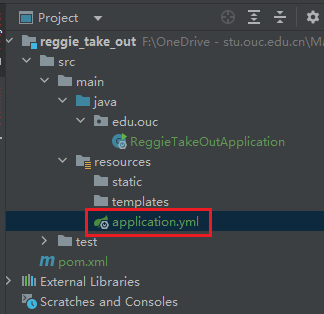 Project
reggie_take_out F:\OneDrive - stu.ouc.edu.cn\Ma
src
main
java
edu.ouc
ReggieTakeOutApplication
resources
static
templates
application.yml
test
pom.xml
External Libraries
Scratches and Consoles